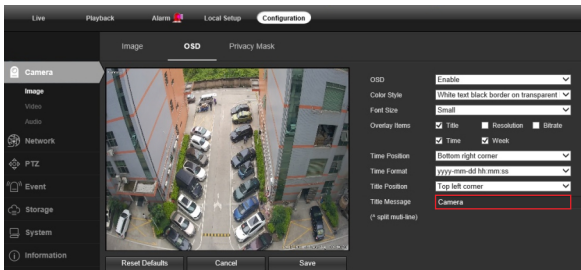 Live Playback Alarm Local Setup Configuration
Image OSD Privacy Mask
Camera
Image
Video
Audio
Network
PTZ
Event
Storage
System
Information
OSD Enable
Color Style White text black border on transparent
Font Size Small
Overlay Items Title Resolution Bitrate
Time Week
Time Position Bottom right corner
Time Format yyyy-mm-dd hh:mm:ss
Title Position Top left corner
Title Message Camera
(^ split muti-line)
Reset Defaults Cancel Save